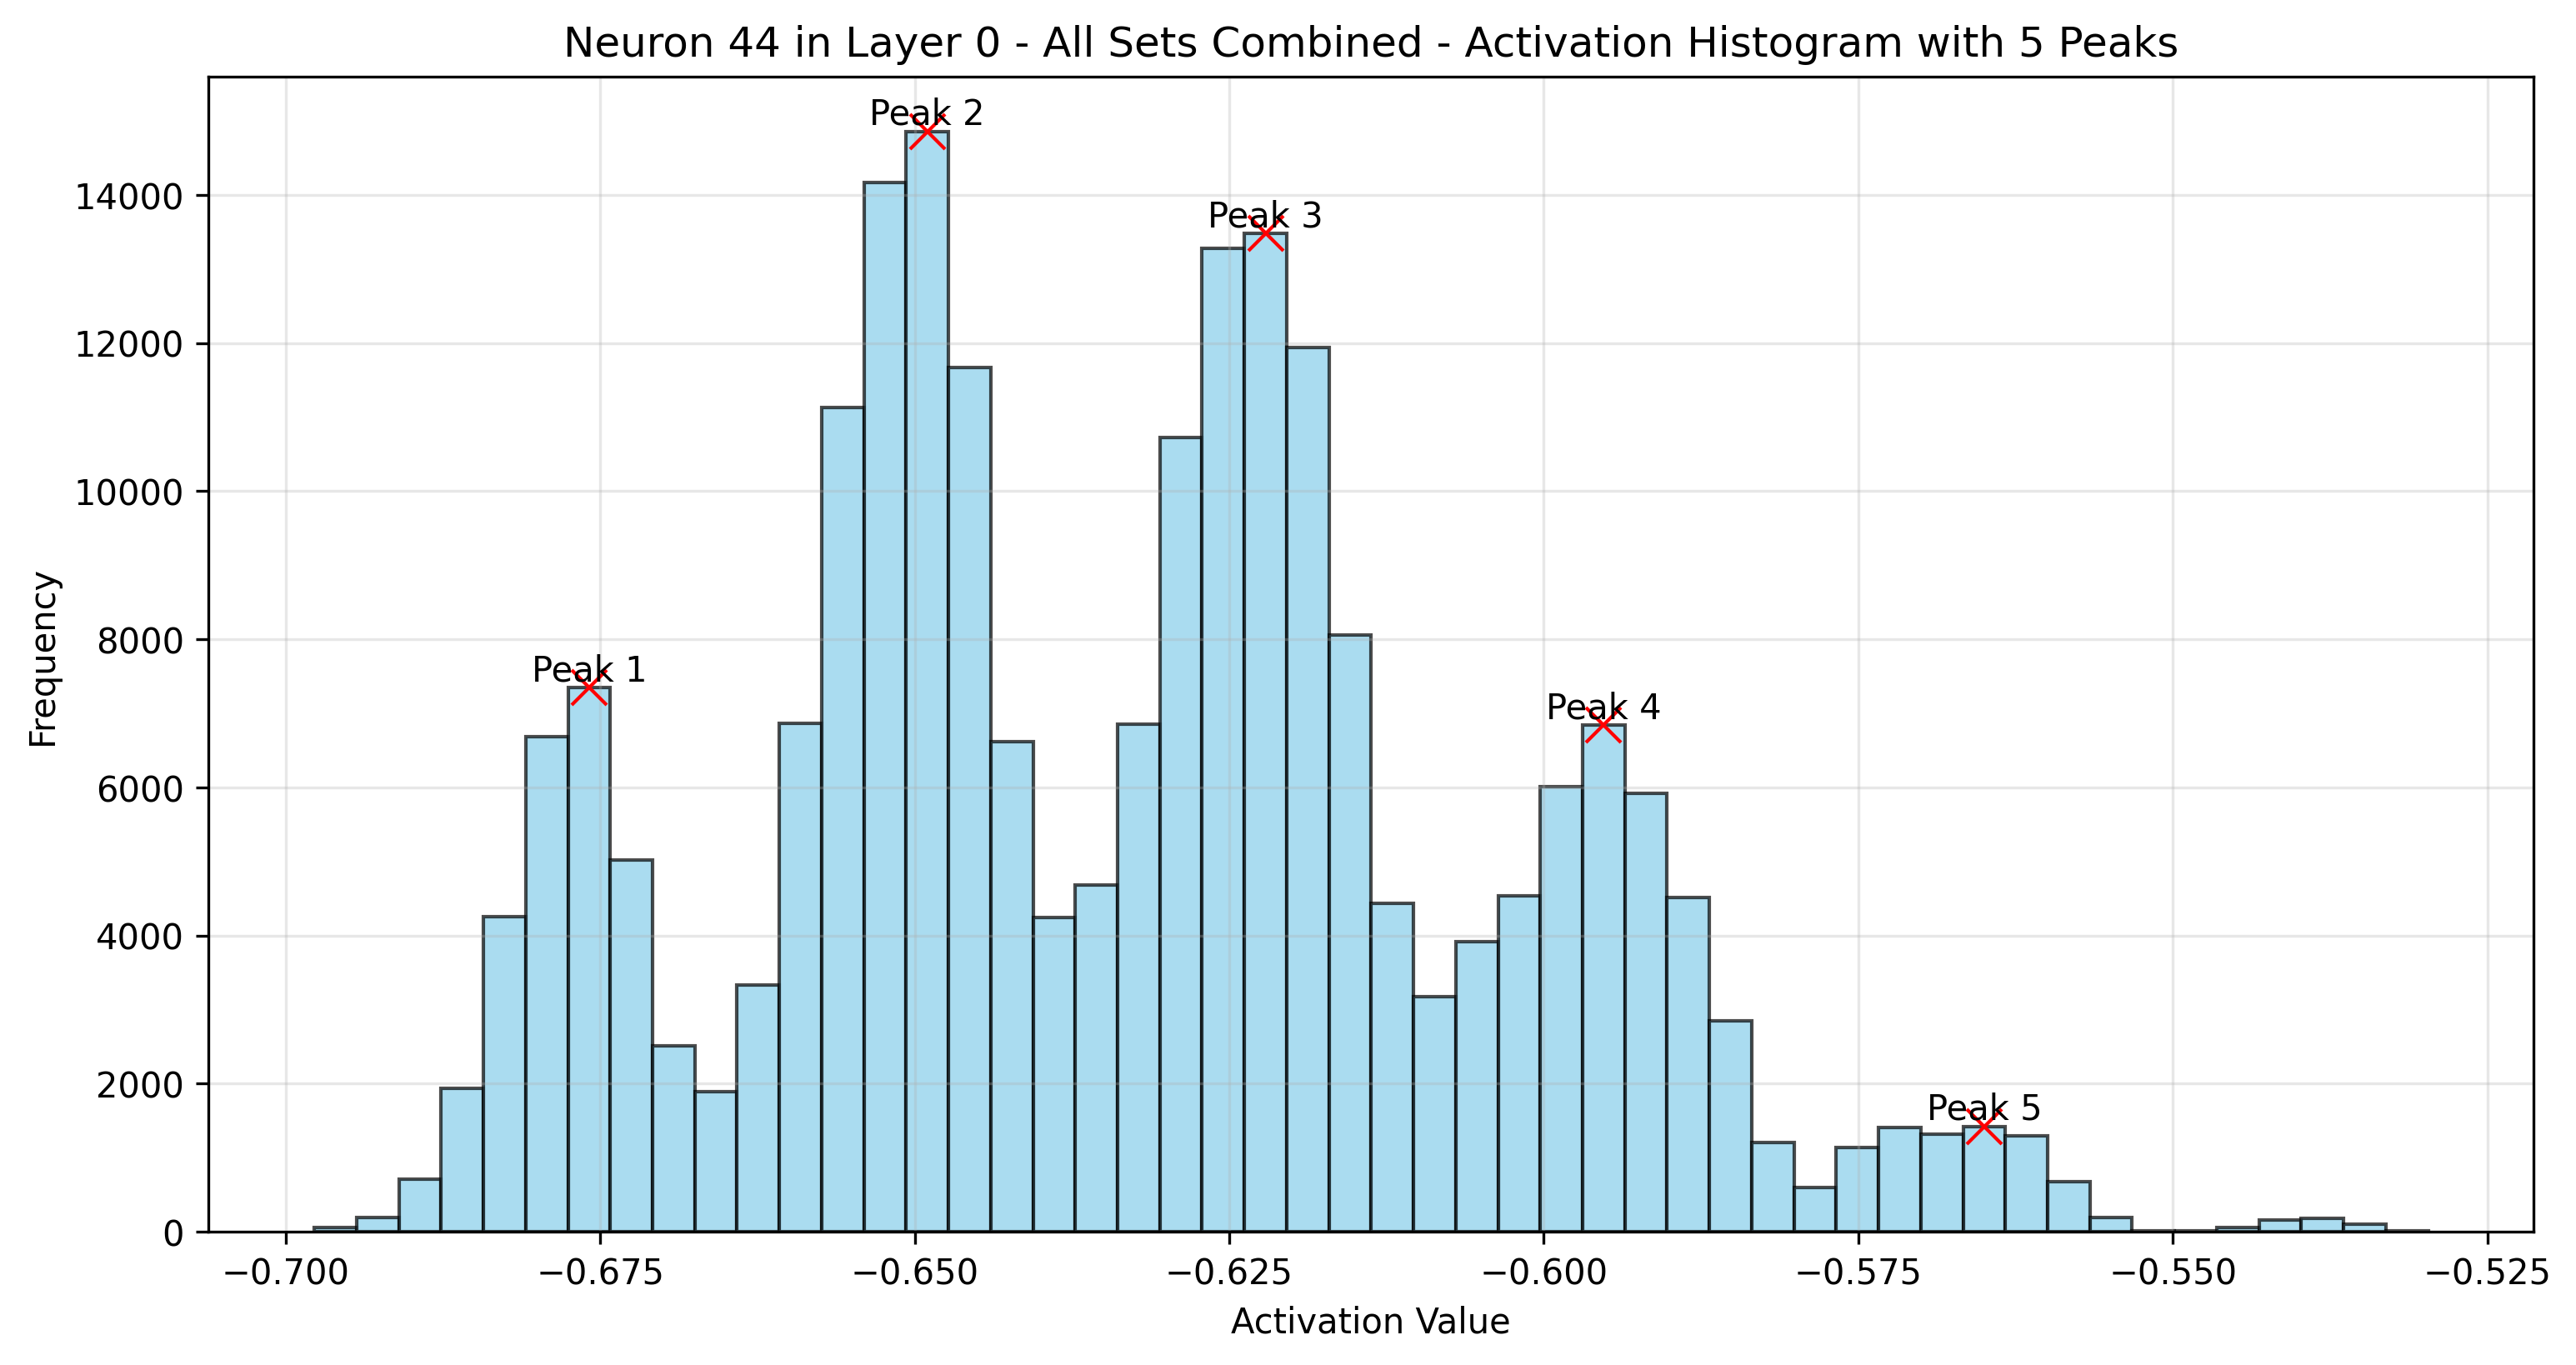 Neuron 44 in Layer 0 - All Sets Combined - Activation Histogram with 5 Peaks
Peak 2
14000
Peak 3
12000
10000
8000
Peak 1
Peak 4
6000
4000
2000
Peak 5
0
Frequency
−0.700 −0.675 −0.650 −0.625 −0.600 −0.575 −0.550 −0.525
Activation Value